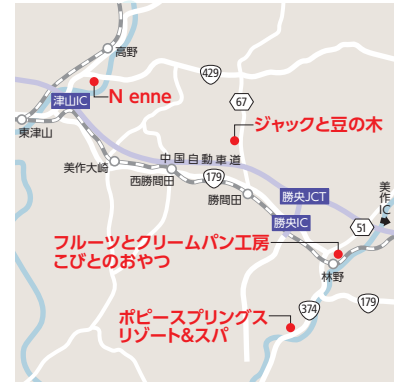 高野
429
N enne
津山IC
67
ジャックと豆の木
東津山
中国自動車道
美作大崎
西勝間田
179
勝間田
勝央JCT
美作IC
勝央IC
51
フルーツとクリームパン工房
こびとのおやつ
林野
ポピースプリングス
リゾート&スパ
374
179